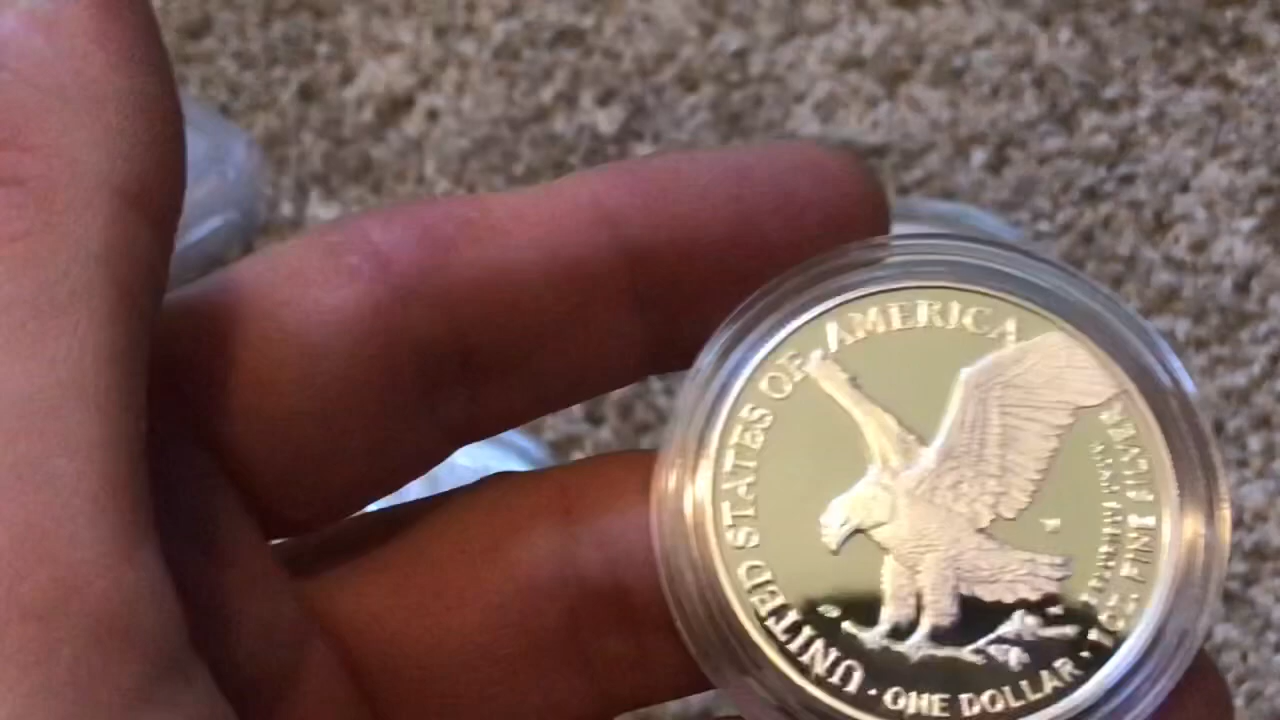 UNITED STATES OF AMERICA
1 OZ. FINE SILVER · ONE DOLLAR ·